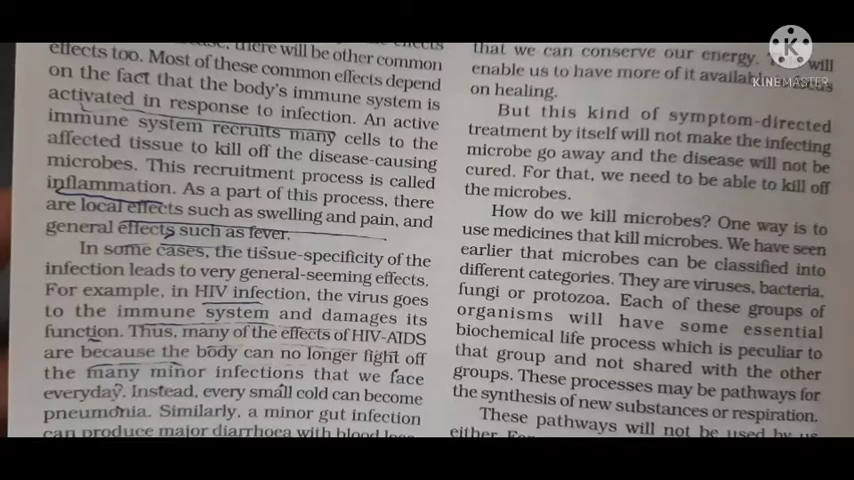 there will be other common
effects too. Most of these common effects depend
on the fact that the body's immune system is
activated in response to infection. An active
immune system recruits many cells to the
affected tissue to kill off the disease-causing
microbes. This recruitment process is called
inflammation. As a part of this process, there
are local effects such as swelling and pain, and
general effects such as fever.
In some cases, the tissue-specificity of the
infection leads to very general-seeming effects.
For example, in HIV infection, the virus goes
to the immune system and damages its
function. Thus, many of the effects of HIV-AIDS
are because the body can no longer fight off
the many minor infections that we face
everyday. Instead, every small cold can become
pneumonia. Similarly, a minor gut infection
can produce major diarrhoea with blood
that we can conserve our energy. will
enable us to have more of it available
on healing.
But this kind of symptom-directed
treatment by itself will not make the infecting
microbe go away and the disease will not be
cured. For that, we need to be able to kill off
the microbes.
How do we kill microbes? One way is to
use medicines that kill microbes. We have seen
earlier that microbes can be classified into
different categories. They are viruses, bacteria,
fungi or protozoa. Each of these groups of
organisms will have some essential
biochemical life process which is peculiar to
that group and not shared with the other
groups. These processes may be pathways for
the synthesis of new substances or respiration.
These pathways will not be used by us
either.
K
KINEMASTER